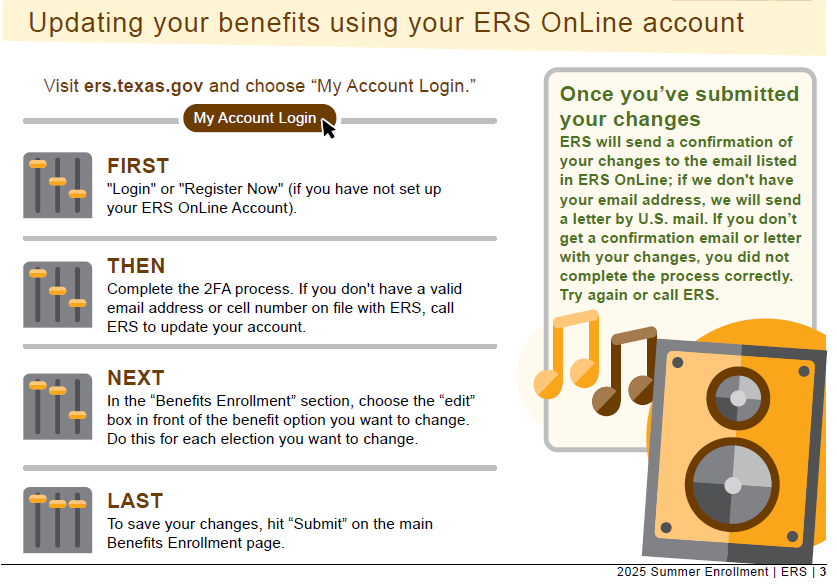 Updating your benefits using your ERS OnLine account
Visit ers.texas.gov and choose “My Account Login.”
My Account Login
FIRST
"Login" or "Register Now" (if you have not set up
your ERS OnLine Account).
THEN
Complete the 2FA process. If you don't have a valid
email address or cell number on file with ERS, call
ERS to update your account.
NEXT
In the “Benefits Enrollment” section, choose the “edit”
box in front of the benefit option you want to change.
Do this for each election you want to change.
LAST
To save your changes, hit “Submit” on the main
Benefits Enrollment page.
Once you’ve submitted
your changes
ERS will send a confirmation of
your changes to the email listed
in ERS OnLine; if we don't have
your email address, we will send
a letter by U.S. mail. If you don’t
get a confirmation email or letter
with your changes, you did not
complete the process correctly.
Try again or call ERS.
2025 Summer Enrollment | ERS | 3